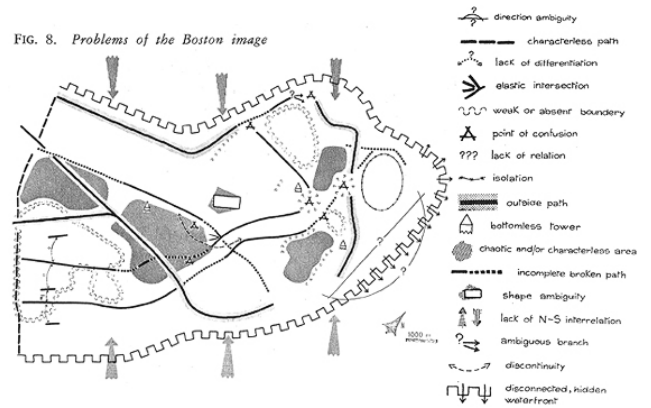 FIG. 8. Problems of the Boston image
direction ambiguity
characterless path
lack of differentiation
elastic intersection
weak or absent boundary
point of confusion
??? lack of relation
isolation
outside path
bottomless tower
chaotic and/or characterless area
incomplete broken path
shape ambiguity
lack of N-S interrelation
ambiguous branch
discontinuity
disconnected, hidden
waterfront
1000